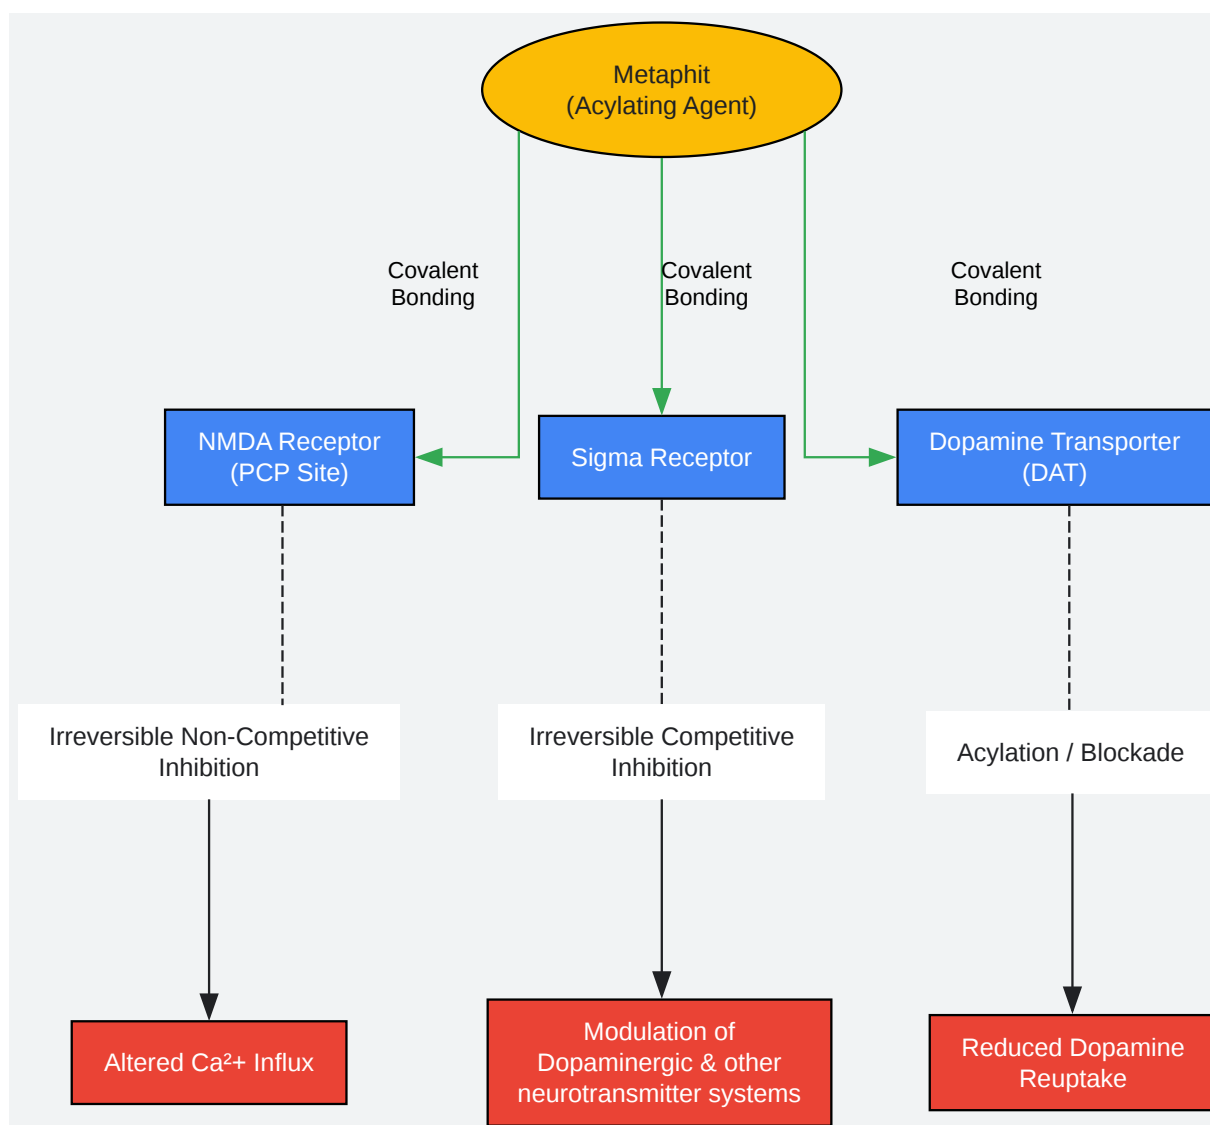 Metaphit
(Acylating Agent)
Covalent
Bonding
Covalent
Bonding
Covalent
Bonding
NMDA Receptor
(PCP Site)
Sigma Receptor
Dopamine Transporter
(DAT)
Irreversible Non-Competitive
Inhibition
Irreversible Competitive
Inhibition
Acylation / Blockade
Altered Ca²+ Influx
Modulation of
Dopaminergic & other
neurotransmitter systems
Reduced Dopamine
Reuptake